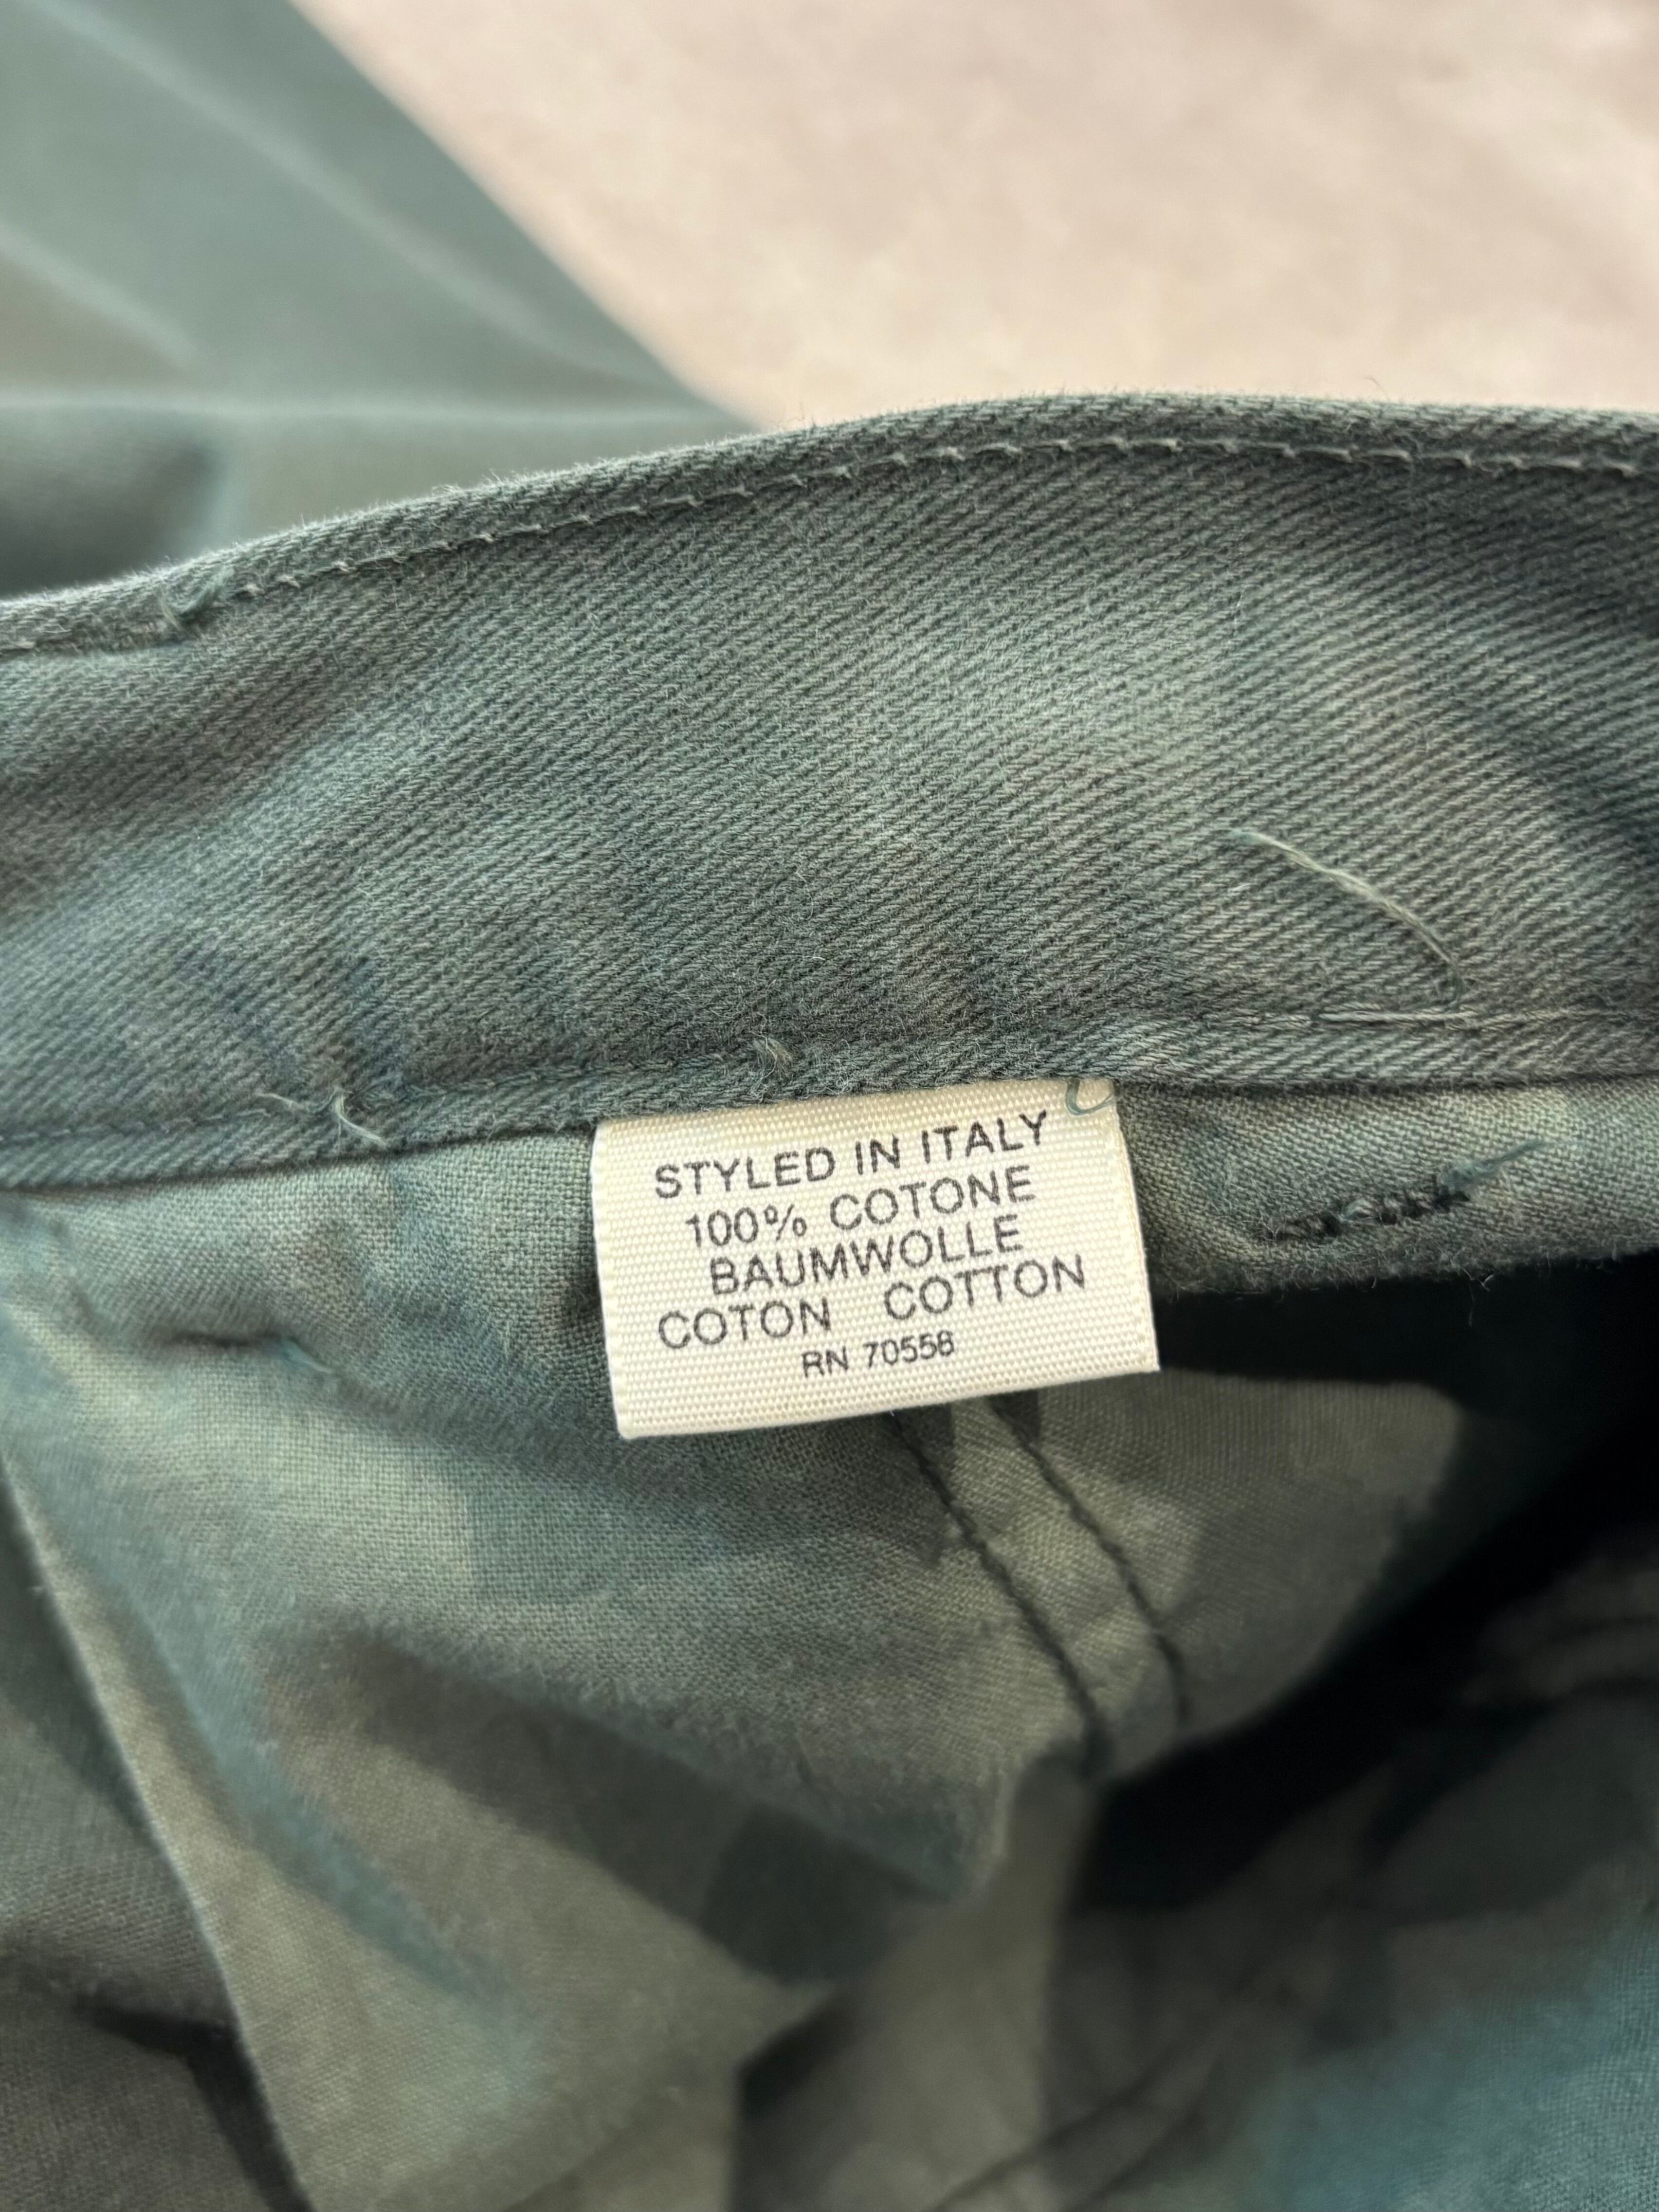 STYLED IN ITALY
100% COTONE
BAUMWOLLE
COTON COTTON
RN 70558